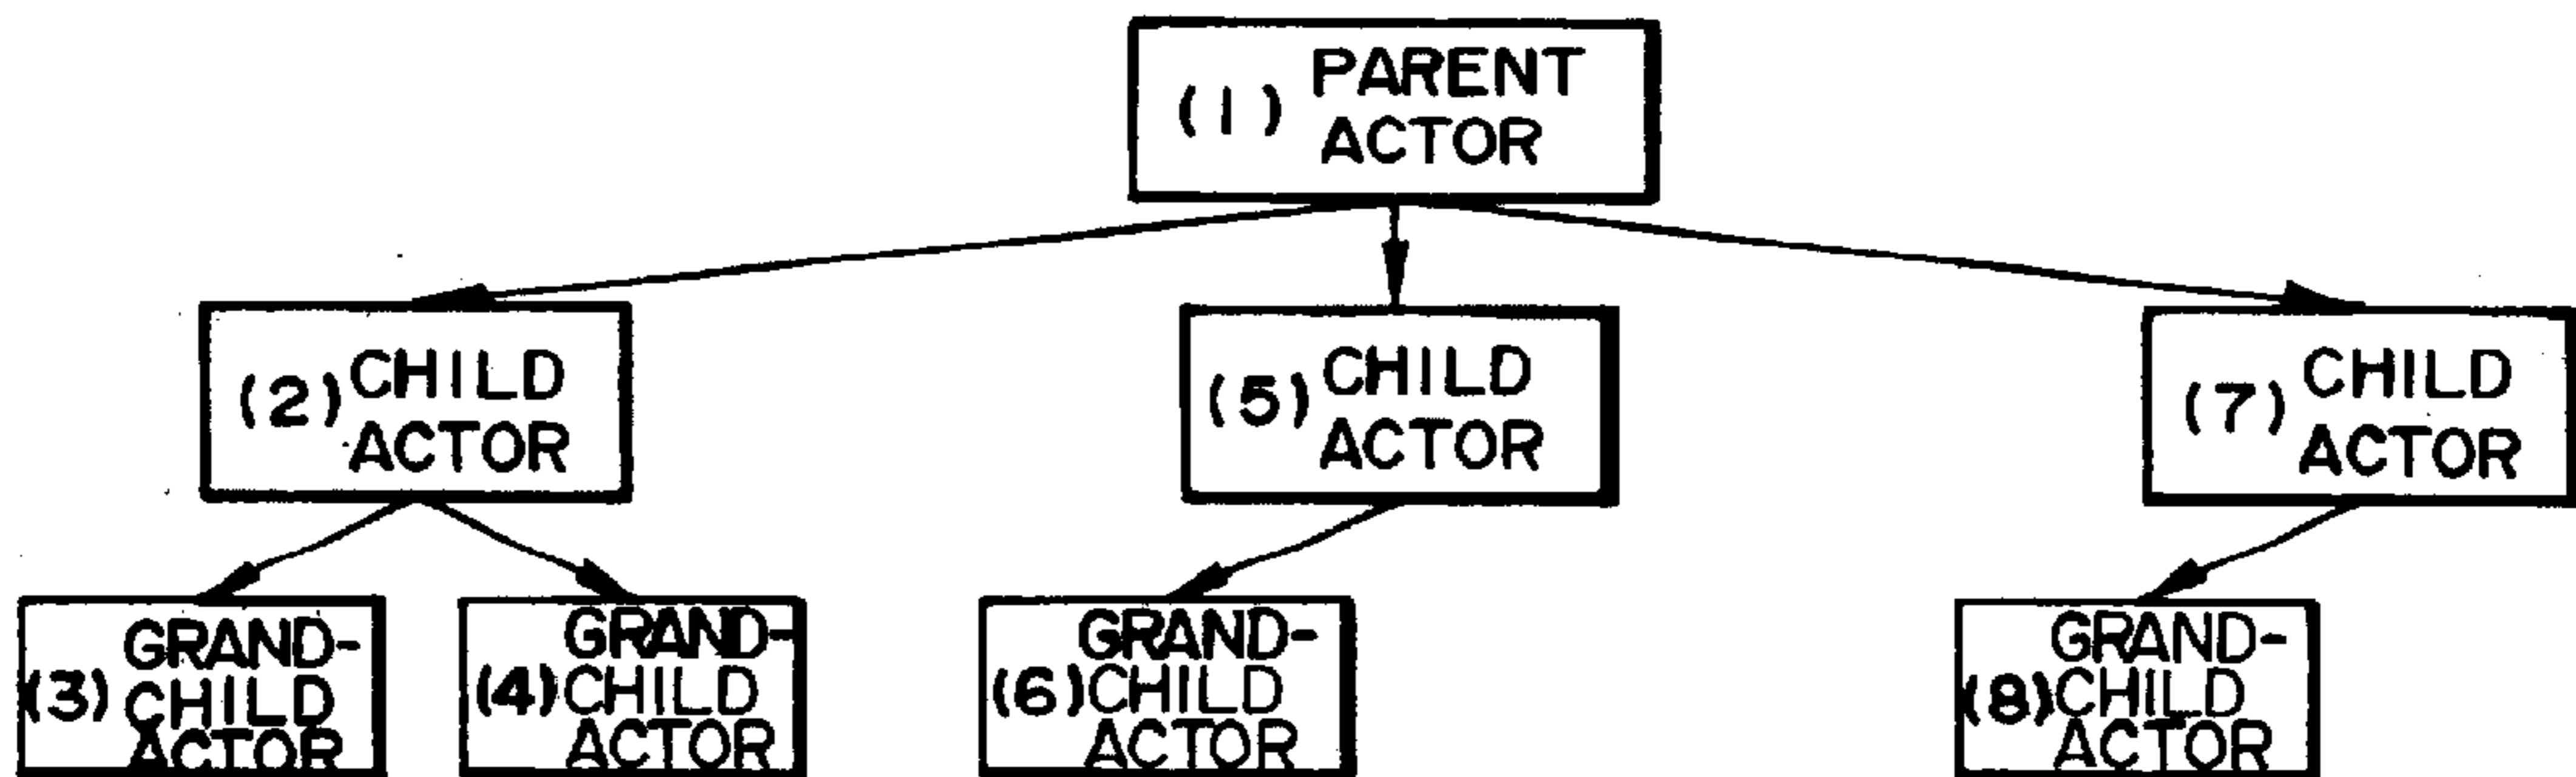 (1) PARENT
ACTOR
(2) CHILD
ACTOR
(5) CHILD
ACTOR
(7) CHILD
ACTOR
(3) GRAND-
CHILD
ACTOR
(4) GRAND-
CHILD
ACTOR
(6) GRAND-
CHILD
ACTOR
(8) GRAND-
CHILD
ACTOR